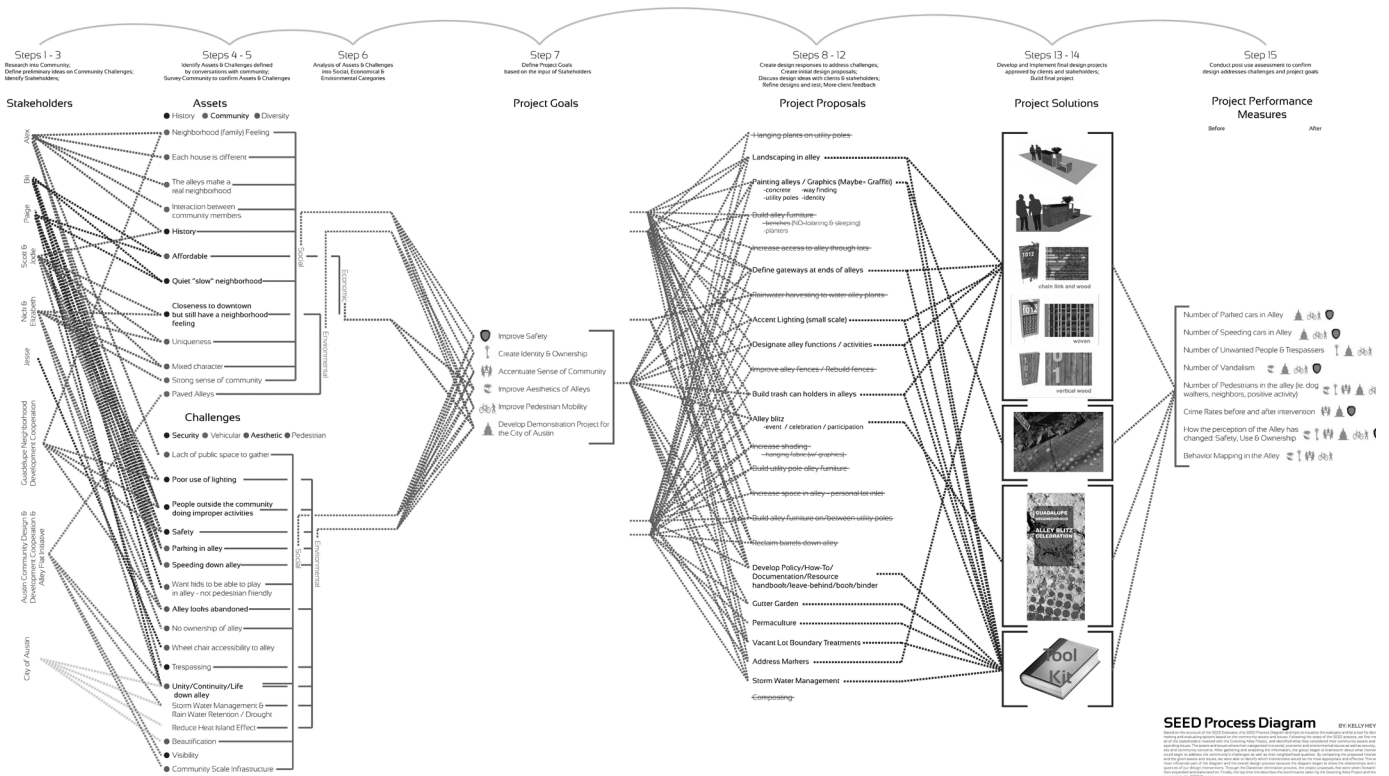 Steps 1 - 3
Research into Community;
Define preliminary ideas on Community Challenges;
Identify Stakeholders;
Steps 4 - 5
Identify Assets & Challenges defined
by conversations with community;
Survey Community to confirm Assets & Challenges
Step 6
Analysis of Assets & Challenges
into Social, Economical &
Environmental Categories
Step 7
Define Project Goals
based on the input of Stakeholders
Steps 8 - 12
Create design responses to address challenges;
Create initial design proposals;
Discuss design ideas with clients & stakeholders;
Refine designs and test; More client feedback
Steps 13 - 14
Develop and Implement final design projects
approved by clients and stakeholders;
Build final project
Step 15
Conduct post use assessment to confirm
design addresses challenges and project goals
Stakeholders
Alex
Bri
Paige
Scott &
Jodie
Nick &
Elizabeth
Jesse
Guadelupe Neighborhood
Development Cooperation
Austin Community Design &
Development Cooperation &
Alley Flat Initiative
City of Austin
Assets
History Community Diversity
Neighborhood (family) Feeling
Each house is different
The alleys make a
real neighborhood
Interaction between
community members
History
Affordable
Quiet "slow" neighborhood
Closeness to downtown
but still have a neighborhood
feeling
Uniqueness
Mixed character
Strong sense of community
Paved Alleys
Social
Economic
Environmental
Challenges
Security Vehicular Aesthetic Pedestrian
Lack of public space to gather
Poor use of lighting
People outside the community
doing improper activities
Safety
Parking in alley
Speeding down alley
Want kids to be able to play
in alley - not pedestrian friendly
Alley looks abandoned
No ownership of alley
Wheel chair accessibility to alley
Trespassing
Unity/Continuity/Life
down alley
Storm Water Management &
Rain Water Retention / Drought
Reduce Heat Island Effect
Beautification
Visibility
Community Scale Infrastructure
Social
Environmental
Project Goals
Improve Safety
Create Identity & Ownership
Accentuate Sense of Community
Improve Aesthetics of Alleys
Improve Pedestrian Mobility
Develop Demonstration Project for
the City of Austin
Project Proposals
Hanging plants on utility poles
Landscaping in alley
Painting alleys / Graphics (Maybe- Graffiti)
-concrete -way finding
-utility poles -identity
Build alley furniture
-benches (NO-loitering & sleeping)
-planters
Increase access to alley through lots
Define gateways at ends of alleys
Rainwater harvesting to water alley plants
Accent Lighting (small scale)
Designate alley functions / activities
Improve alley fences / Rebuild fences
Build trash can holders in alleys
Alley blitz
-event / celebration / participation
Increase shading
-hanging fabric (w/ graphics)
Build utility pole alley furniture
Increase space in alley - personal lot inlet
Build alley furniture on/between utility poles
Reclaim barrels down alley
Develop Policy/How-To/
Documentation/Resource
handbook/leave-behind/book/binder
Gutter Garden
Permaculture
Vacant Lot Boundary Treatments
Address Markers
Storm Water Management
Composting
Project Solutions
1012
chain link and wood
1012
woven
vertical wood
GUADALUPE
NEIGHBORHOOD
ALLEY BLITZ
CELEBRATION
Tool
Kit
Project Performance
Measures
Before After
Number of Parked cars in Alley
Number of Speeding cars in Alley
Number of Unwanted People & Trespassers
Number of Vandalism
Number of Pedestrians in the alley (ie. dog
walkers, neighbors, positive activity)
Crime Rates before and after intervention
How the perception of the Alley has
changed: Safety, Use & Ownership
Behavior Mapping in the Alley
SEED Process Diagram
BY: KELLY MEY